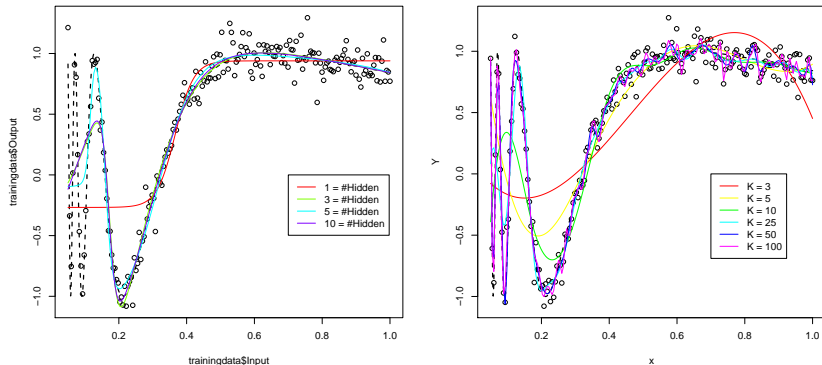 trainingdata$Output
1.0
0.5
0.0
-0.5
-1.0
1 = #Hidden
3 = #Hidden
5 = #Hidden
10 = #Hidden
0.2
0.4
0.6
0.8
1.0
trainingdata$Input
Y
1.0
0.5
0.0
-0.5
-1.0
K = 3
K = 5
K = 10
K = 25
K = 50
K = 100
0.2
0.4
0.6
0.8
1.0
x